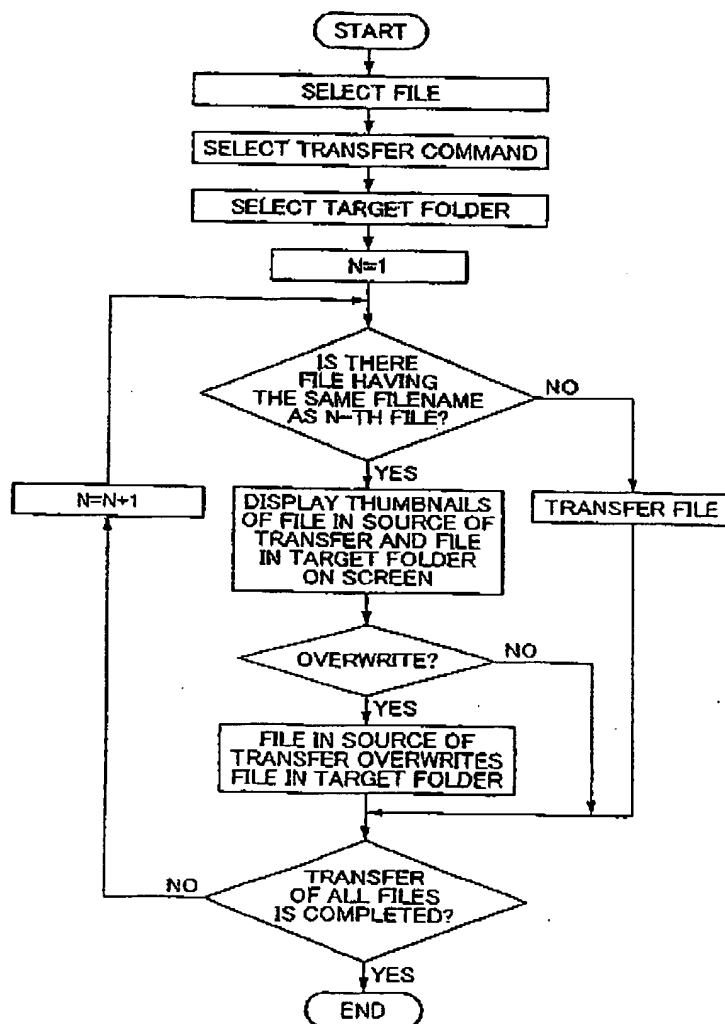 START
SELECT FILE
SELECT TRANSFER COMMAND
SELECT TARGET FOLDER
N=1
IS THERE
FILE HAVING
THE SAME FILENAME
AS N-TH FILE?
NO
YES
N=N+1
DISPLAY THUMBNAILS
OF FILE IN SOURCE OF
TRANSFER AND FILE
IN TARGET FOLDER
ON SCREEN
TRANSFER FILE
OVERWRITE?
NO
YES
FILE IN SOURCE OF
TRANSFER OVERWRITES
FILE IN TARGET FOLDER
NO
TRANSFER
OF ALL FILES
IS COMPLETED?
YES
END